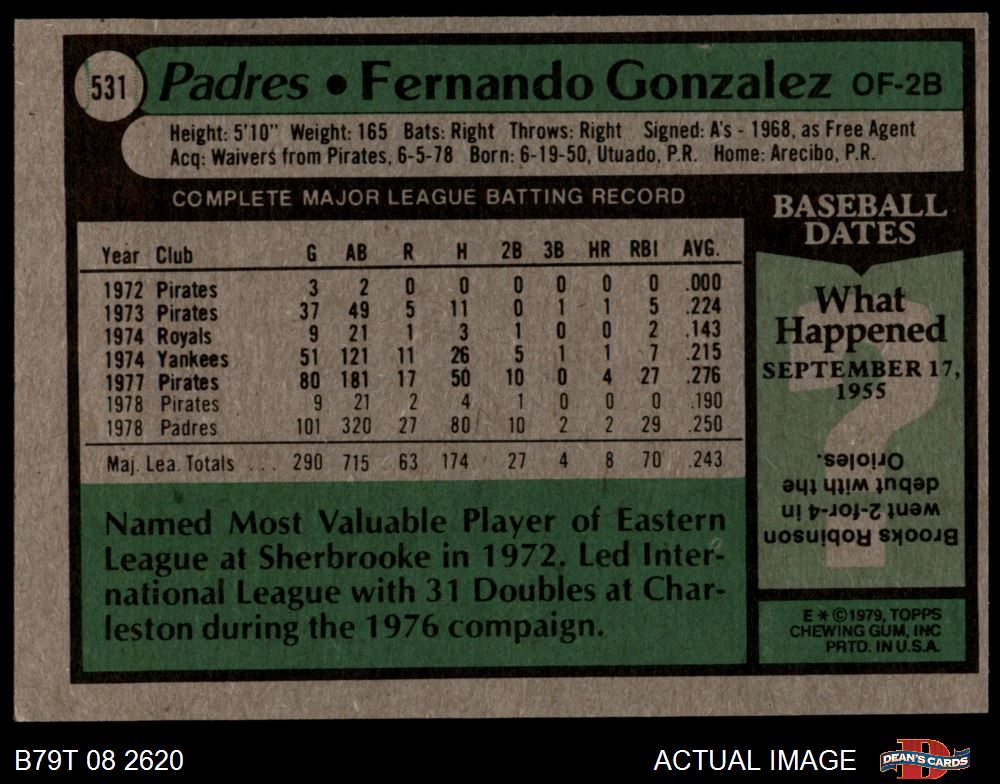 531 Padres • Fernando Gonzalez OF-2B
Height: 5'10" Weight: 165 Bats: Right Throws: Right Signed: A's - 1968, as Free Agent
Acq: Waivers from Pirates, 6-5-78 Born: 6-19-50, Utuado, P.R. Home: Arecibo, P.R.
COMPLETE MAJOR LEAGUE BATTING RECORD
Year Club G AB R H 2B 3B HR RBI AVG.
1972 Pirates 3 2 0 0 0 0 0 0 .000
1973 Pirates 37 49 5 11 0 1 1 5 .224
1974 Royals 9 21 1 3 1 0 0 2 .143
1974 Yankees 51 121 11 26 5 1 1 7 .215
1977 Pirates 80 181 17 50 10 0 4 27 .276
1978 Pirates 9 21 2 4 1 0 0 0 .190
1978 Padres 101 320 27 80 10 2 2 29 .250
Maj. Lea. Totals ... 290 715 63 174 27 4 8 70 .243
Named Most Valuable Player of Eastern
League at Sherbrooke in 1972. Led Inter-
national League with 31 Doubles at Char-
leston during the 1976 compaign.
BASEBALL
DATES
What
Happened
SEPTEMBER 17,
1955
?
Brooks Robinson
went 2-for-4 in
debut with the
Orioles.
E * © 1979, TOPPS
CHEWING GUM, INC
PRTD. IN U.S.A.
B79T 08 2620
ACTUAL IMAGE
D
DEAN'S CARDS